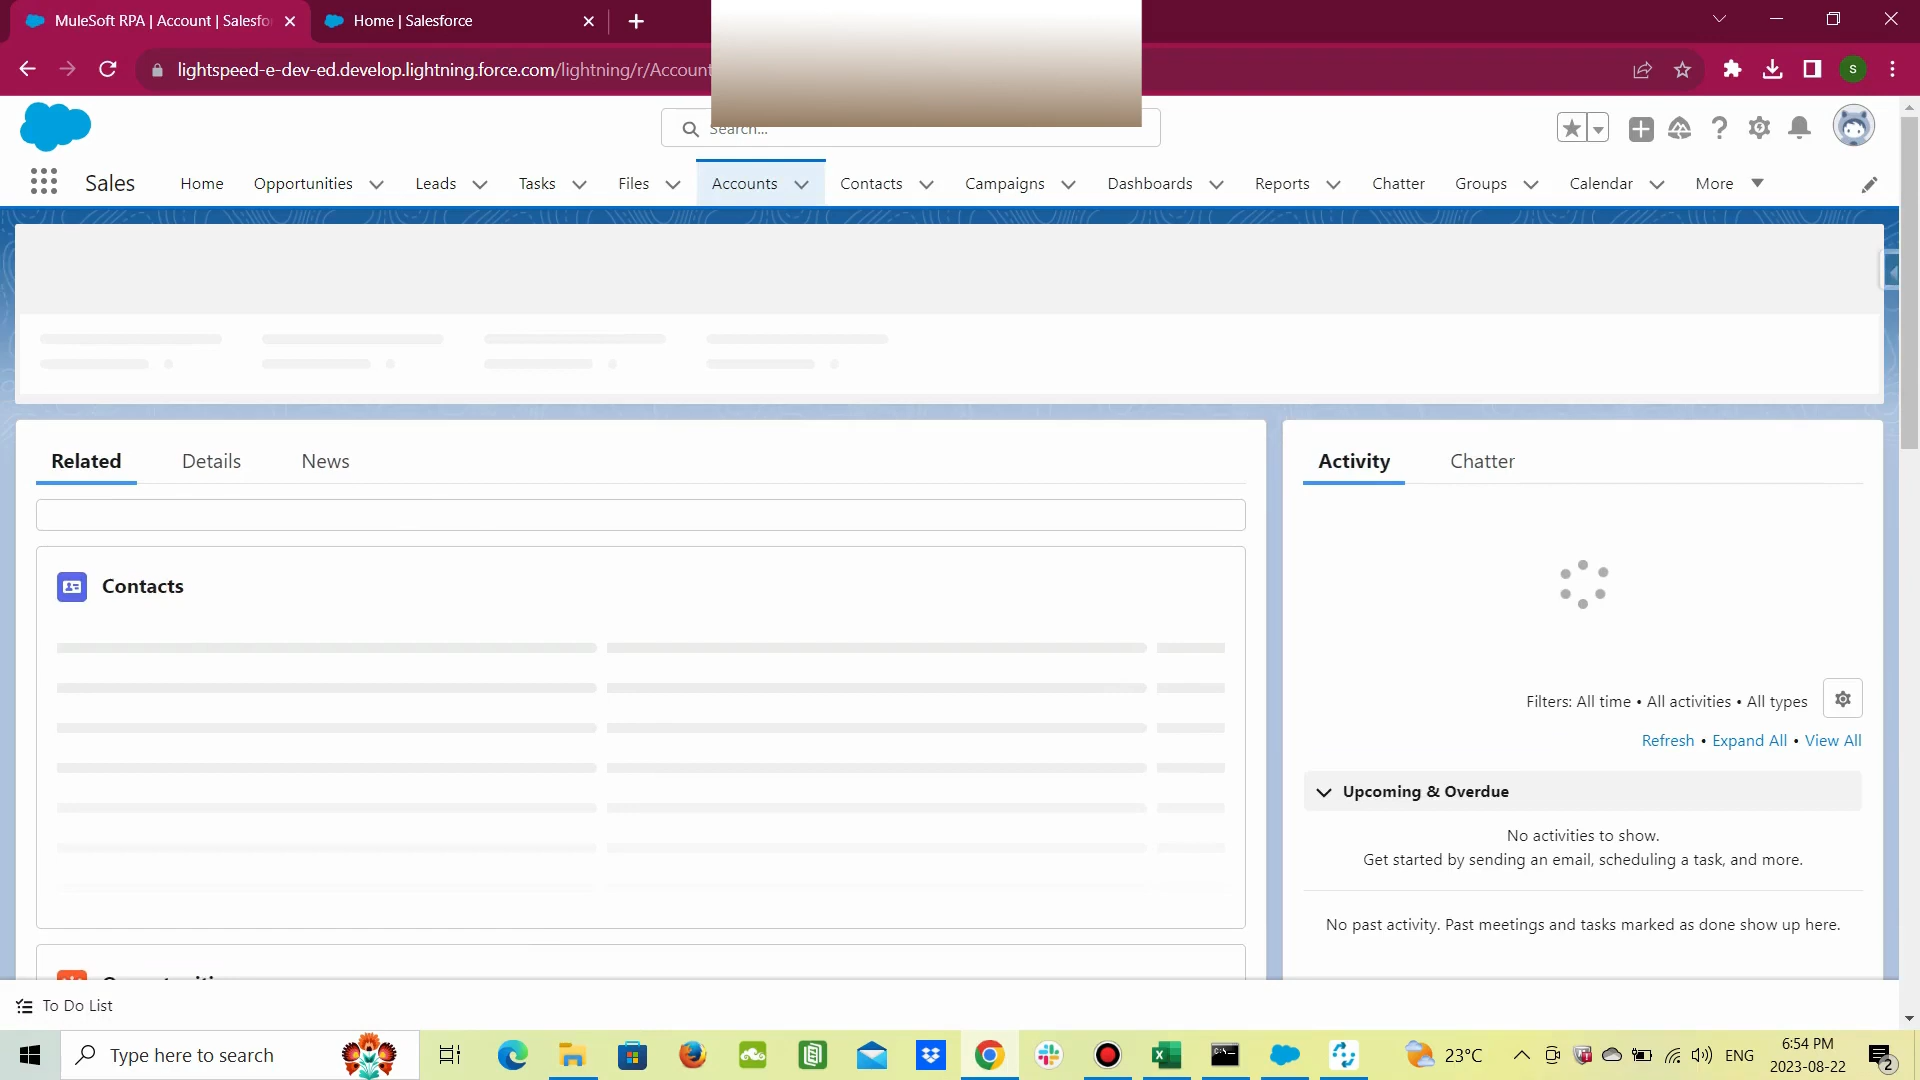 MuleSoft RPA | Account | Salesfo
Home | Salesforce
lightspeed-e-dev-ed.develop.lightning.force.com/lightning/r/Account
S
Search...
Sales
Home
Opportunities
Leads
Tasks
Files
Accounts
Contacts
Campaigns
Dashboards
Reports
Chatter
Groups
Calendar
More
Related
Details
News
Activity
Chatter
Contacts
Filters: All time • All activities • All types
Refresh • Expand All • View All
Upcoming & Overdue
No activities to show.
Get started by sending an email, scheduling a task, and more.
No past activity. Past meetings and tasks marked as done show up here.
To Do List
Type here to search
23°C
ENG
6:54 PM
2023-08-22
2